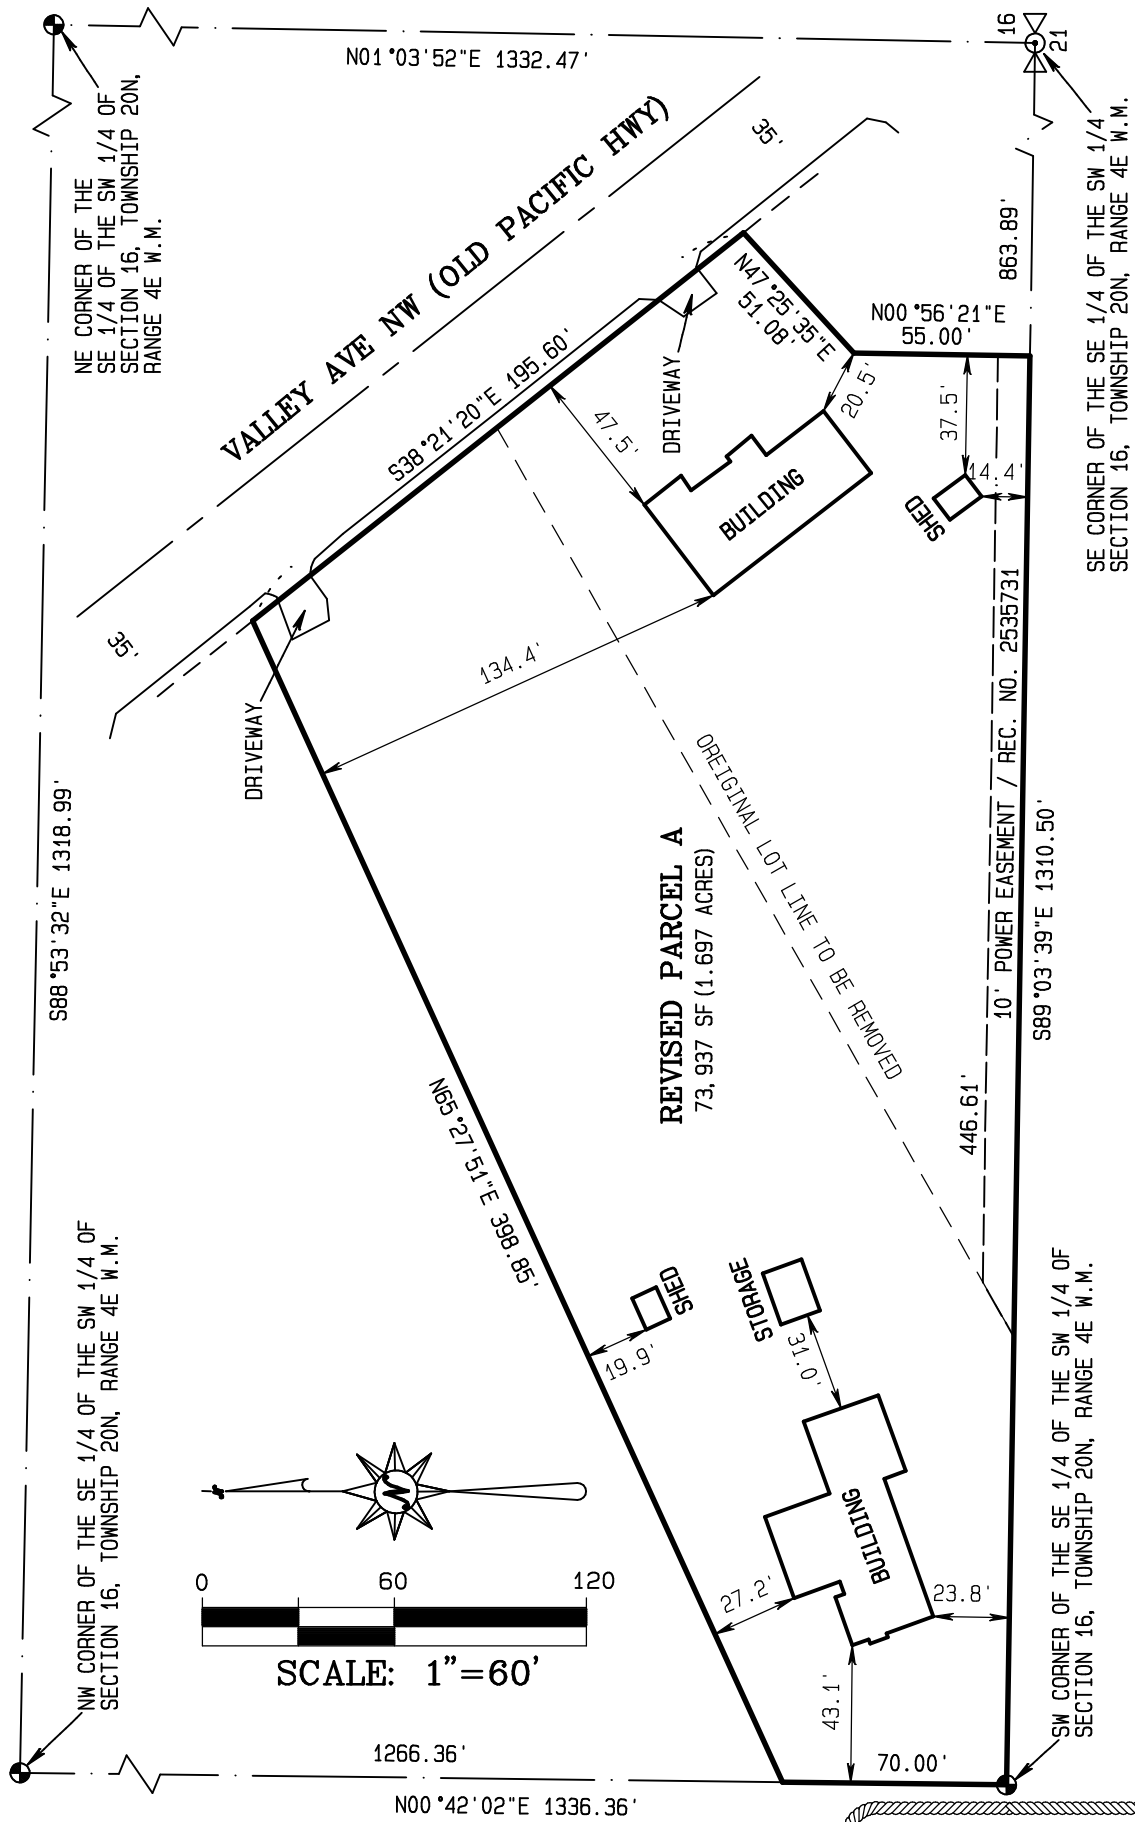 N01°03'52"E 1332.47'
16
21
NE CORNER OF THE
SE 1/4 OF THE SW 1/4 OF
SECTION 16, TOWNSHIP 20N,
RANGE 4E W.M.
SE CORNER OF THE SE 1/4 OF THE SW 1/4
SECTION 16, TOWNSHIP 20N, RANGE 4E W.M.
VALLEY AVE NW (OLD PACIFIC HWY)
35'
35'
863.89'
N47°25'35"E
51.08'
N00°56'21"E
55.00'
S38°21'20"E 195.60'
DRIVEWAY
20.5'
47.5'
37.5'
14.4'
BUILDING
SHED
134.4'
DRIVEWAY
S88°53'32"E 1318.99'
OREIGINAL LOT LINE TO BE REMOVED
10' POWER EASEMENT / REC. NO. 2535731
S89°03'39"E 1310.50'
446.61'
REVISED PARCEL A
73,937 SF (1.697 ACRES)
N65°27'51"E 398.85'
SHED
19.9'
STORAGE
31.0'
BUILDING
27.2'
23.8'
43.1'
70.00'
NW CORNER OF THE SE 1/4 OF THE SW 1/4 OF
SECTION 16, TOWNSHIP 20N, RANGE 4E W.M.
SW CORNER OF THE SE 1/4 OF THE SW 1/4 OF
SECTION 16, TOWNSHIP 20N, RANGE 4E W.M.
N
0 60 120
SCALE: 1"=60'
1266.36'
N00°42'02"E 1336.36'